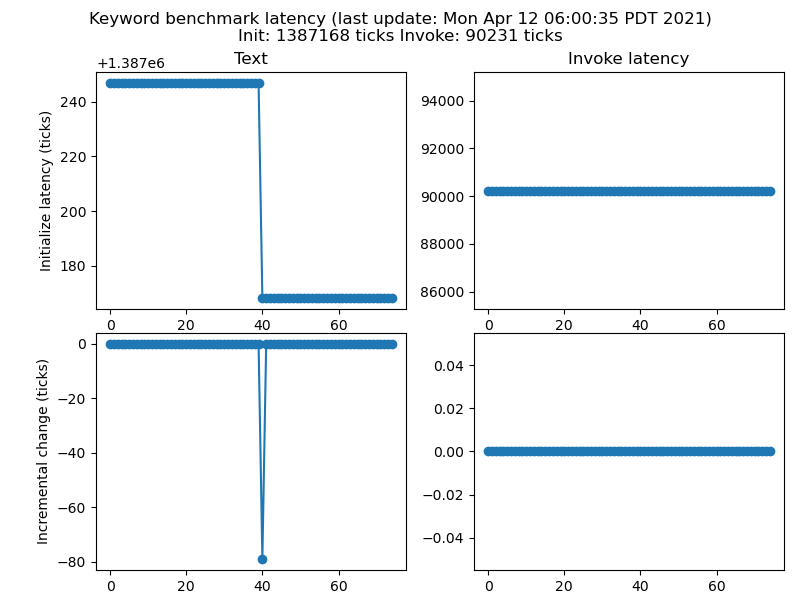 Keyword benchmark latency (last update: Mon Apr 12 06:00:35 PDT 2021)
Init: 1387168 ticks Invoke: 90231 ticks
Text
+1.387e6
Initialize latency (ticks)
240
220
200
180
0 20 40 60
Invoke latency
94000
92000
90000
88000
86000
0 20 40 60
Incremental change (ticks)
0
−20
−40
−60
−80
0 20 40 60
0.04
0.02
0.00
−0.02
−0.04
0 20 40 60